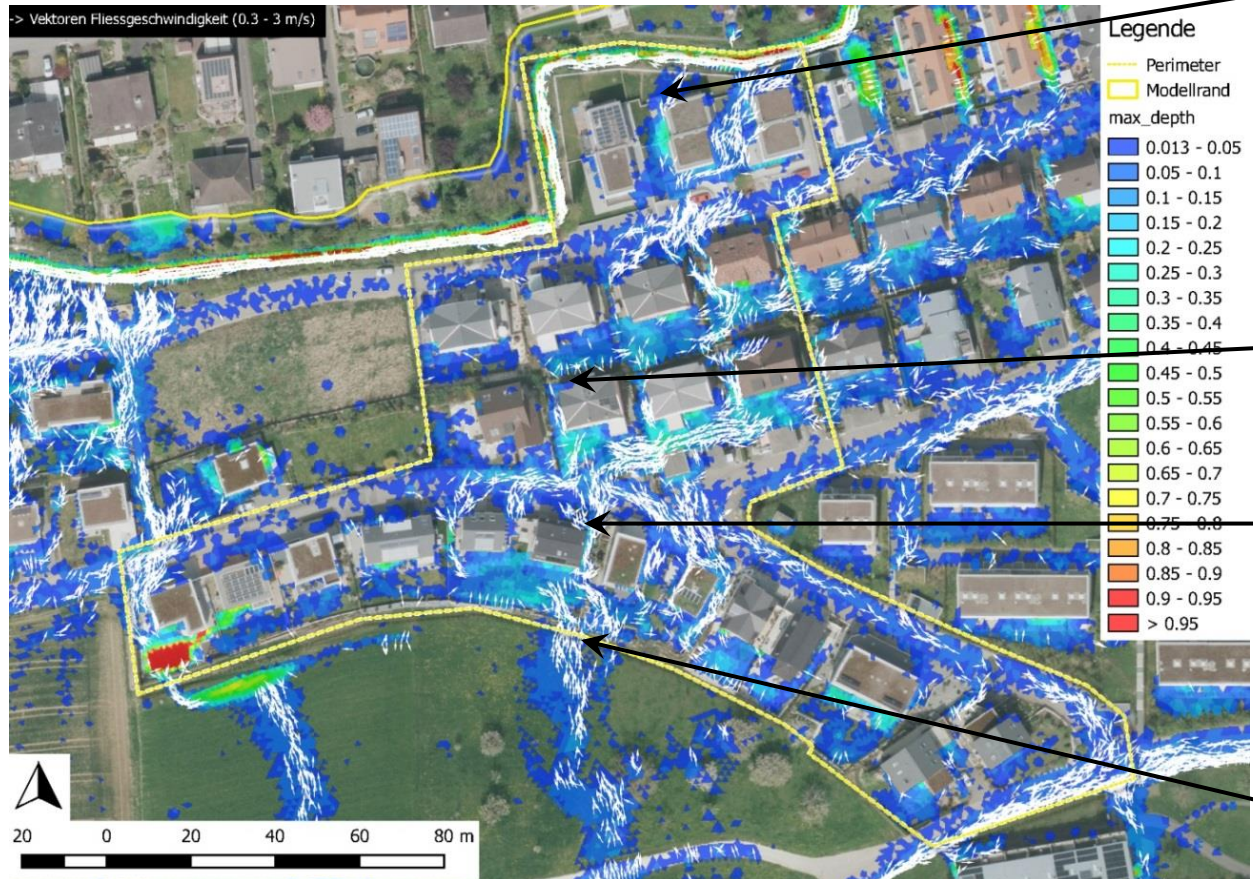 -> Vektoren Fliessgeschwindigkeit (0.3 - 3 m/s)
Legende
Perimeter
Modellrand
max_depth
0.013 - 0.05
0.05 - 0.1
0.1 - 0.15
0.15 - 0.2
0.2 - 0.25
0.25 - 0.3
0.3 - 0.35
0.35 - 0.4
0.4 - 0.45
0.45 - 0.5
0.5 - 0.55
0.55 - 0.6
0.6 - 0.65
0.65 - 0.7
0.7 - 0.75
0.75 - 0.8
0.8 - 0.85
0.85 - 0.9
0.9 - 0.95
> 0.95
20 0 20 40 60 80 m